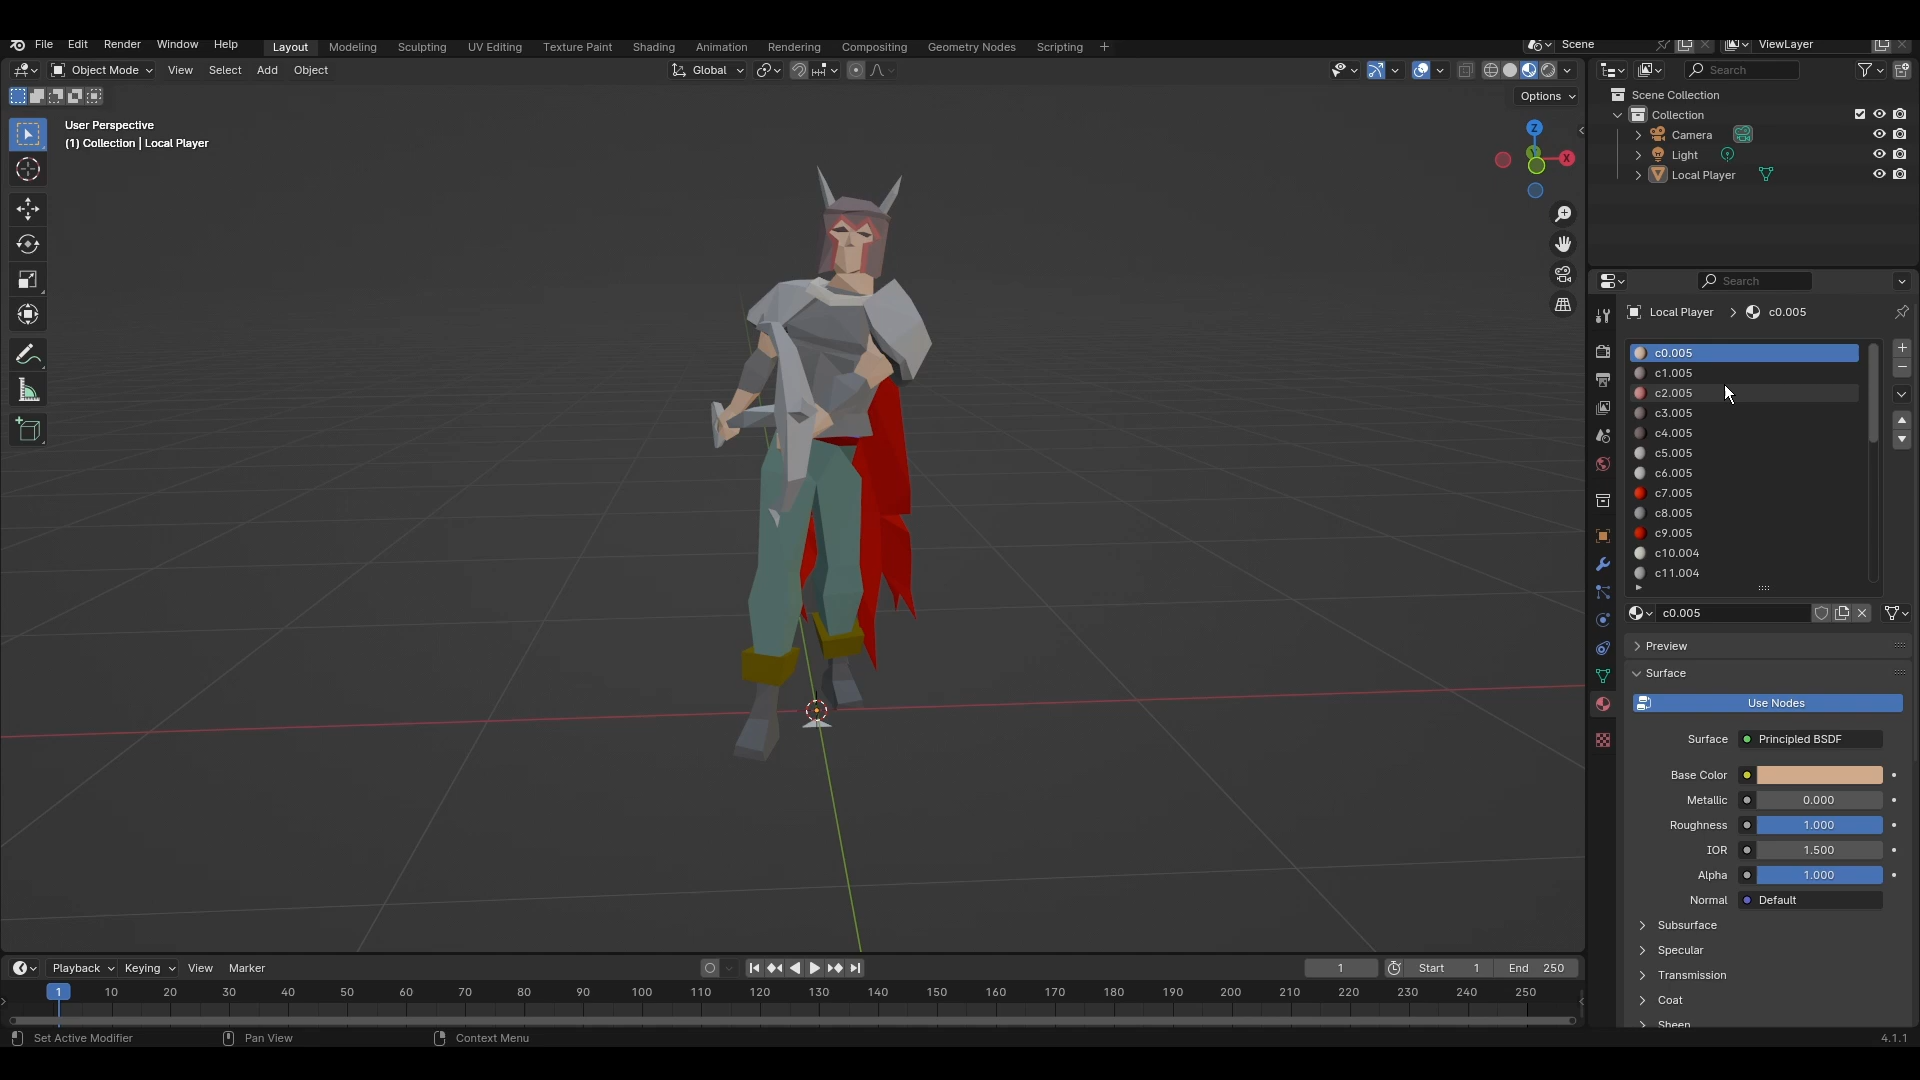 File Edit Render Window Help Layout Modeling Sculpting UV Editing Texture Paint Shading Animation Rendering Compositing Geometry Nodes Scripting + Scene ViewLayer
Object Mode View Select Add Object Global Search
Options
User Perspective
(1) Collection | Local Player
Z
X
Scene Collection
Collection
Camera
Light
Local Player
Search
Local Player > c0.005
c0.005
c1.005
c2.005
c3.005
c4.005
c5.005
c6.005
c7.005
c8.005
c9.005
c10.004
c11.004
c0.005
Preview
Surface
Use Nodes
Surface Principled BSDF
Base Color
Metallic 0.000
Roughness 1.000
IOR 1.500
Alpha 1.000
Normal Default
Subsurface
Specular
Transmission
Coat
Sheen
Playback Keying View Marker 1 Start 1 End 250
1 10 20 30 40 50 60 70 80 90 100 110 120 130 140 150 160 170 180 190 200 210 220 230 240 250
Set Active Modifier Pan View Context Menu 4.1.1